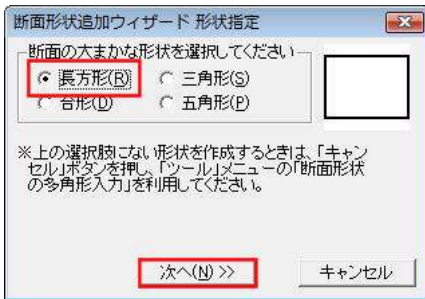 断面形状追加ウィザード 形状指定
断面の大まかな形状を選択してください
長方形(R) 三角形(S)
台形(D) 五角形(P)
※上の選択肢にない形状を作成するときは、「キャン
セル」ボタンを押し、「ツール」メニューの「断面形状
の多角形入力」を利用してください。
次へ(N) >> キャンセル